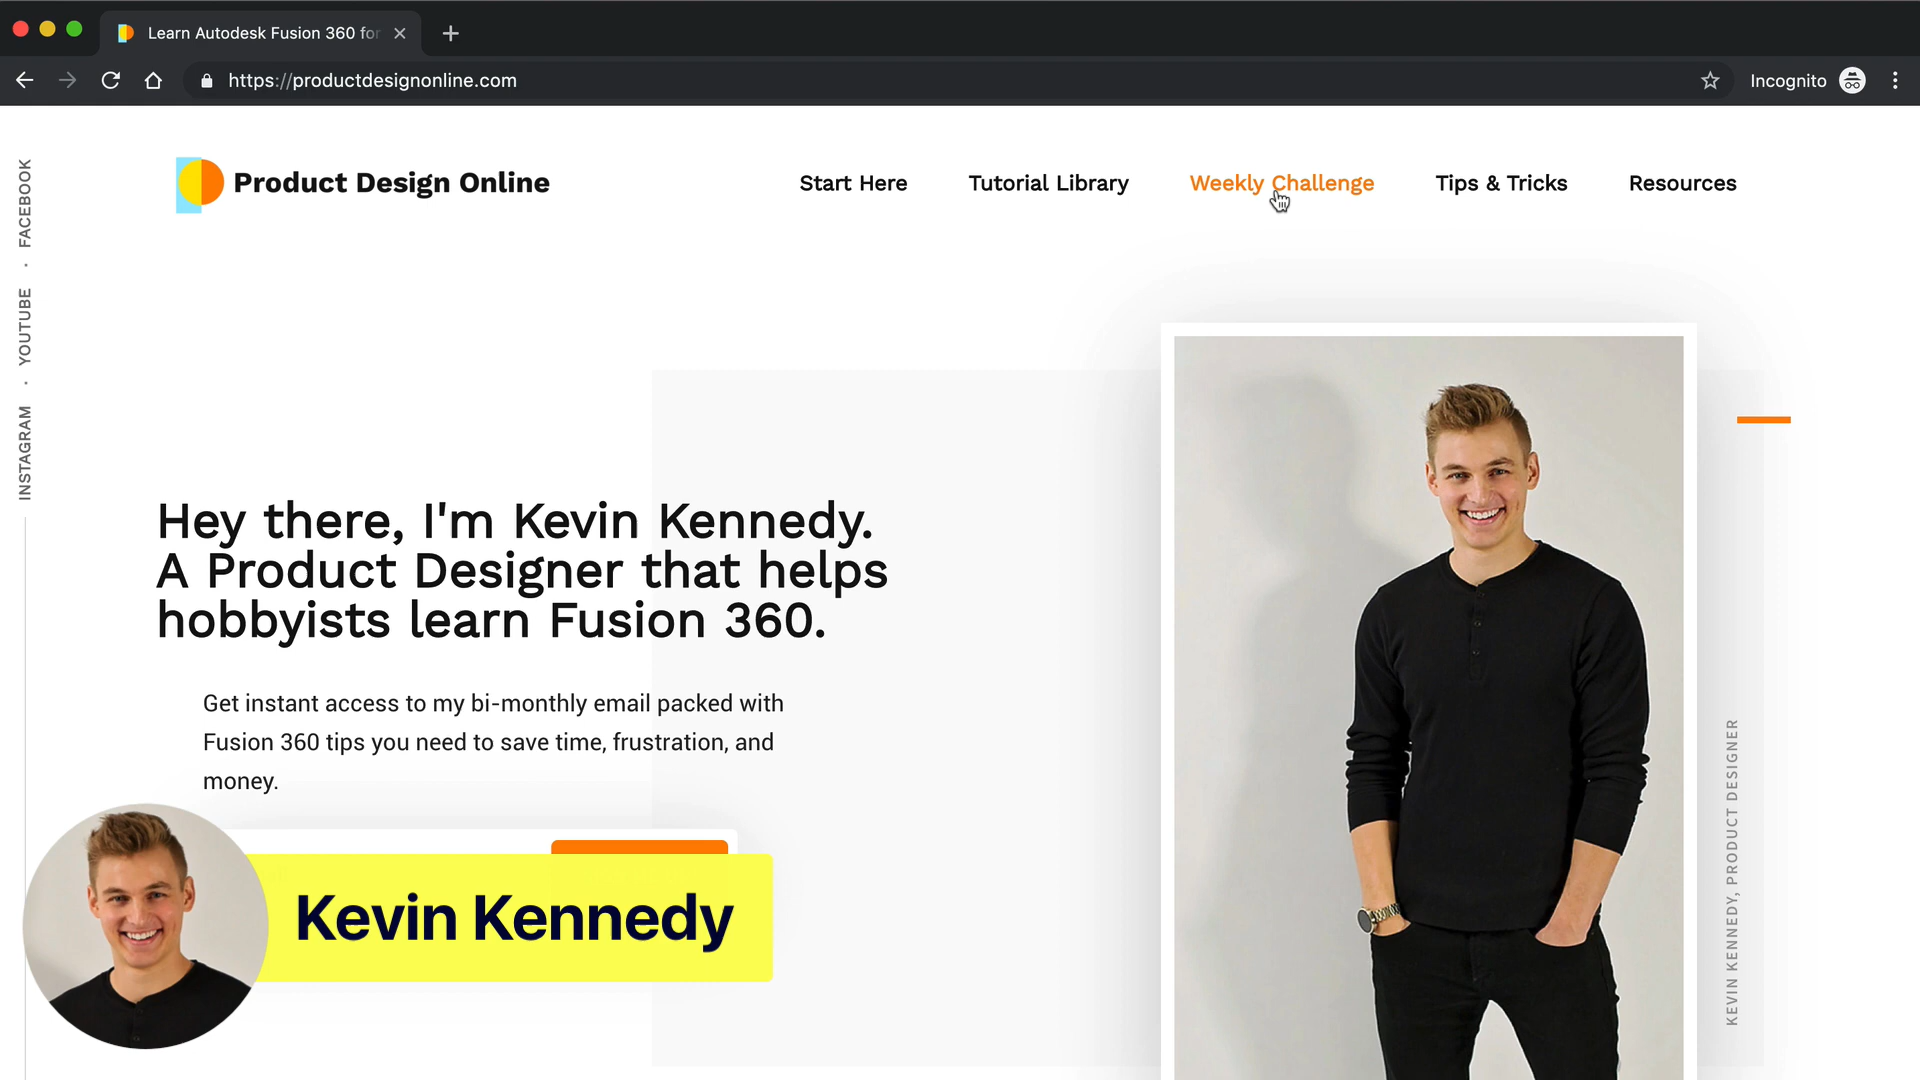 Learn Autodesk Fusion 360 for
https://productdesignonline.com
Incognito
Product Design Online
Start Here
Tutorial Library
Weekly Challenge
Tips & Tricks
Resources
INSTAGRAM · YOUTUBE · FACEBOOK
Hey there, I'm Kevin Kennedy.
A Product Designer that helps
hobbyists learn Fusion 360.
Get instant access to my bi-monthly email packed with
Fusion 360 tips you need to save time, frustration, and
money.
Kevin Kennedy
KEVIN KENNEDY, PRODUCT DESIGNER